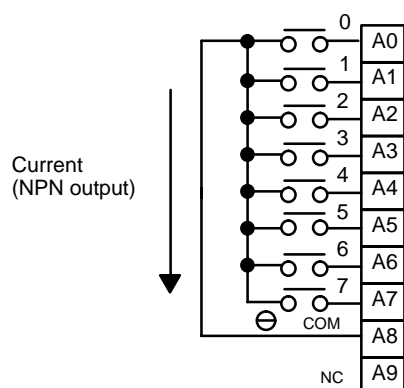 0
A0
1
A1
2
A2
3
A3
Current
(NPN output)
4
A4
5
A5
6
A6
7
A7
COM
A8
NC
A9